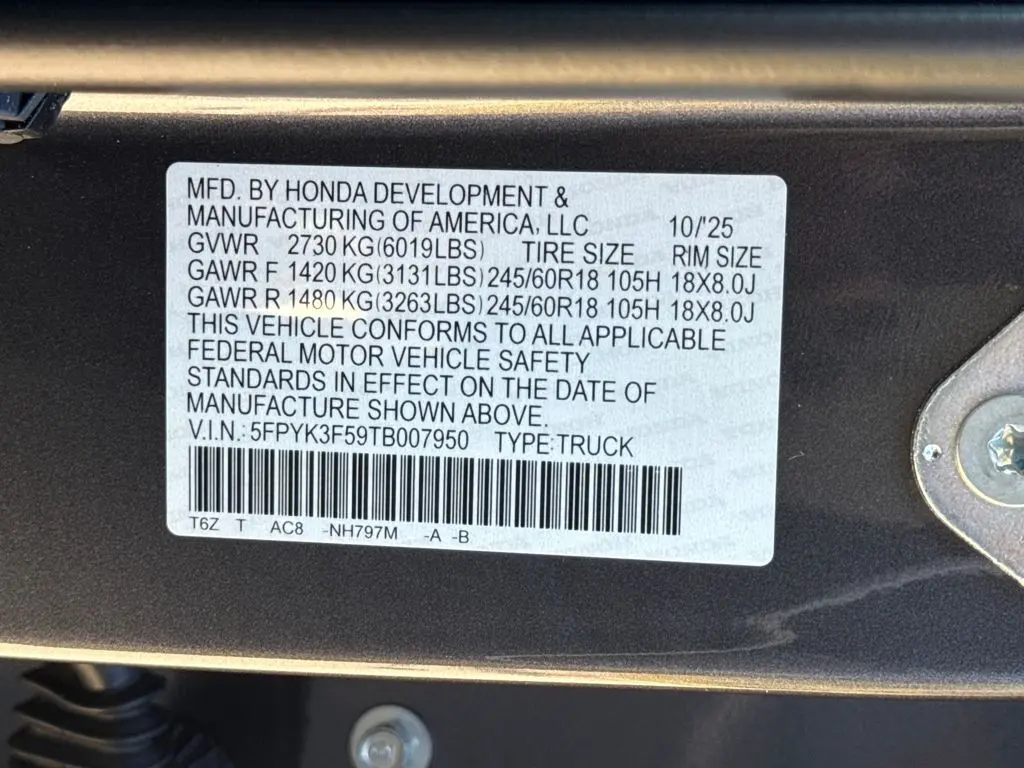 MFD. BY HONDA DEVELOPMENT &
MANUFACTURING OF AMERICA, LLC 10/'25
GVWR 2730 KG(6019LBS) TIRE SIZE RIM SIZE
GAWR F 1420 KG(3131LBS) 245/60R18 105H 18X8.0J
GAWR R 1480 KG(3263LBS) 245/60R18 105H 18X8.0J
THIS VEHICLE CONFORMS TO ALL APPLICABLE
FEDERAL MOTOR VEHICLE SAFETY
STANDARDS IN EFFECT ON THE DATE OF
MANUFACTURE SHOWN ABOVE.
V.I.N.: 5FPYK3F59TB007950 TYPE:TRUCK
T6Z T AC8 -NH797M -A -B